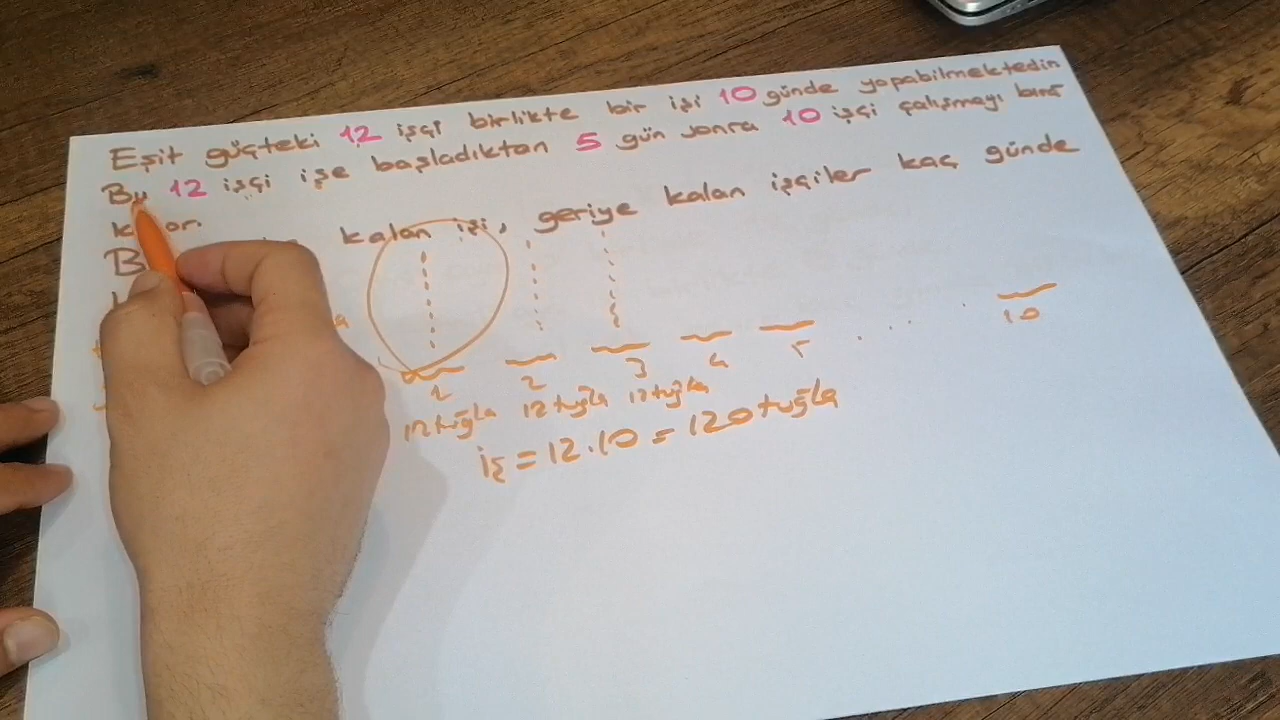 Eşit güçteki 12 işçi birlikte bir işi 10 günde yapabilmektedir
Bu 12 işçi işe başladıktan 5 gün sonra 10 işçi çalışmayı
kalan işi, geriye kalan işçiler kaç günde
1 2 3 4 5 . . . . 10
12 tuğla 12 tuğla 12 tuğla
iş = 12.10 = 120 tuğla